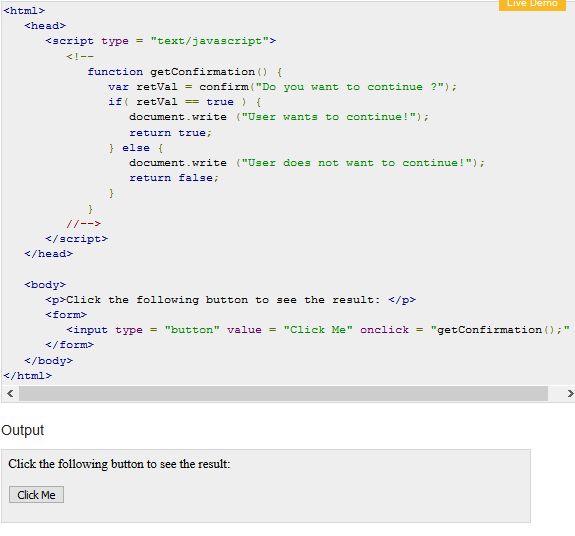 Live Demo
<html>
<head>
<script type = "text/javascript">
<!--
function getConfirmation() {
var retVal = confirm("Do you want to continue ?");
if( retVal == true ) {
document.write ("User wants to continue!");
return true;
} else {
document.write ("User does not want to continue!");
return false;
}
}
//-->
</script>
</head>
<body>
<p>Click the following button to see the result: </p>
<form>
<input type = "button" value = "Click Me" onclick = "getConfirmation();"
</form>
</body>
</html>
Output
Click the following button to see the result:
Click Me